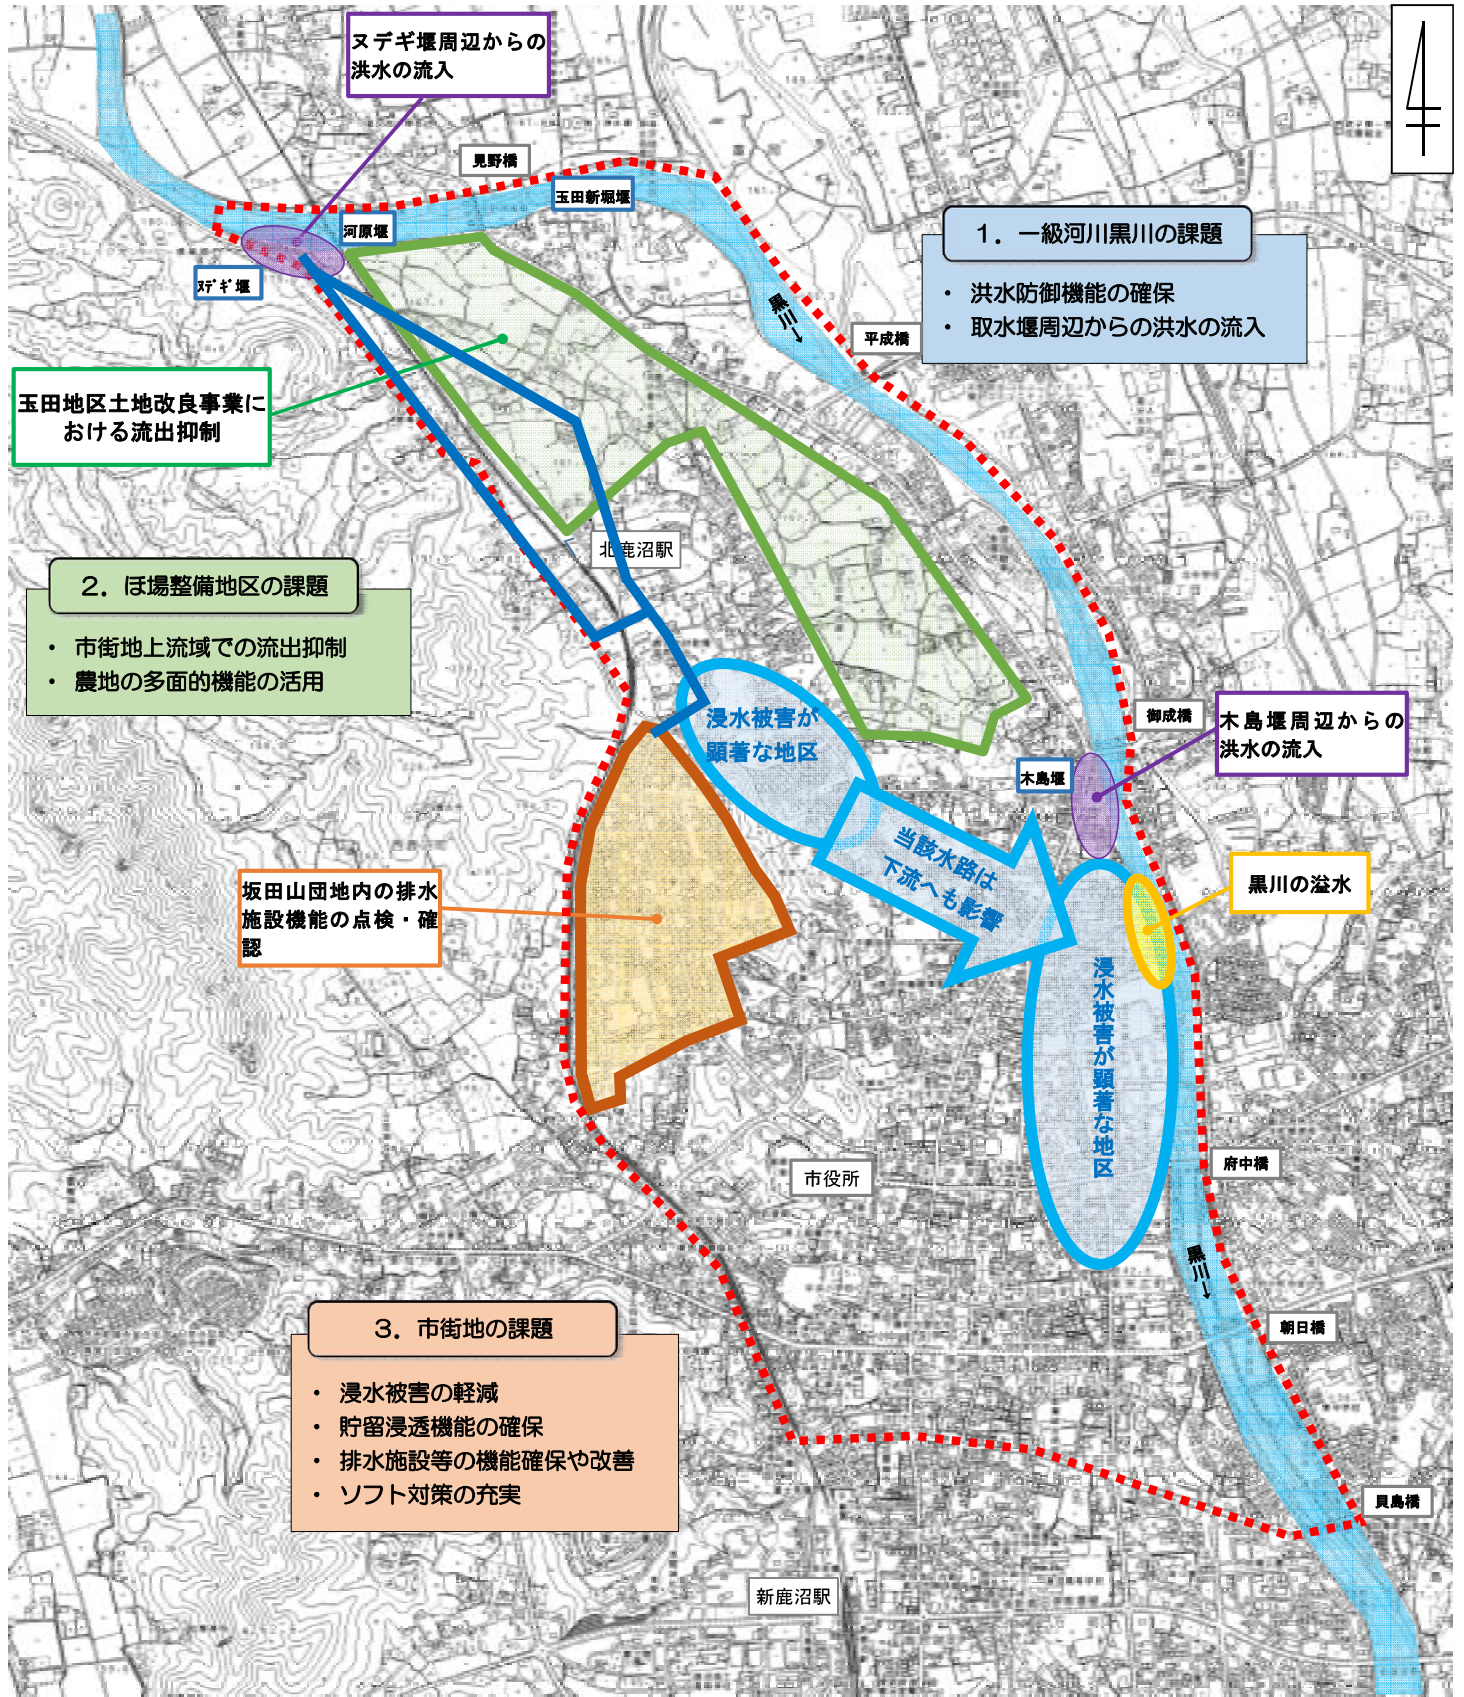 ヌデギ堰周辺からの
洪水の流入
見野橋
玉田新堀堰
河原堰
ﾇﾃﾞｷﾞ堰
1．一級河川黒川の課題
・ 洪水防御機能の確保
・ 取水堰周辺からの洪水の流入
黒川→
平成橋
玉田地区土地改良事業に
おける流出抑制
北鹿沼駅
2．ほ場整備地区の課題
・ 市街地上流域での流出抑制
・ 農地の多面的機能の活用
浸水被害が
顕著な地区
御成橋
木島堰周辺からの
洪水の流入
木島堰
当該水路は
下流へも影響
黒川の溢水
坂田山団地内の排水
施設機能の点検・確
認
浸水被害が顕著な地区
府中橋
市役所
黒川→
朝日橋
3．市街地の課題
・ 浸水被害の軽減
・ 貯留浸透機能の確保
・ 排水施設等の機能確保や改善
・ ソフト対策の充実
貝島橋
新鹿沼駅